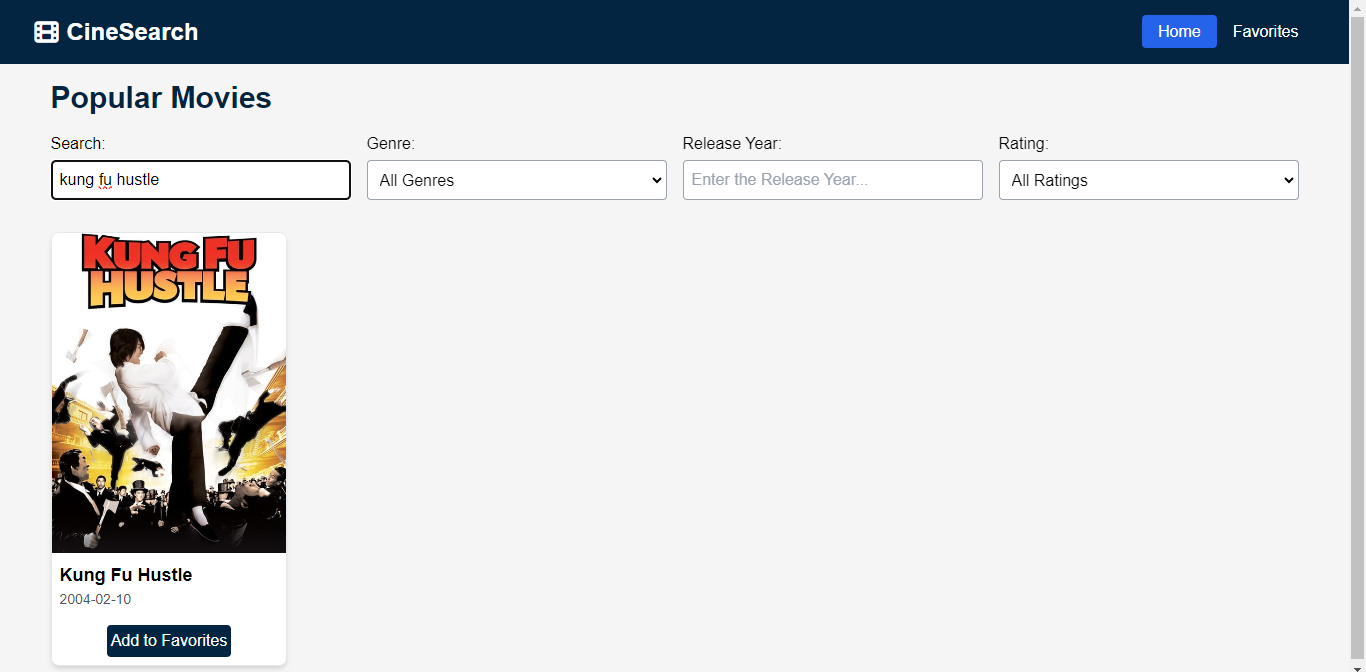 CineSearch
Home
Favorites
Popular Movies
Search:
Genre:
Release Year:
Rating:
kung fu hustle
All Genres
Enter the Release Year...
All Ratings
KUNG FU
HUSTLE
Kung Fu Hustle
2004-02-10
Add to Favorites